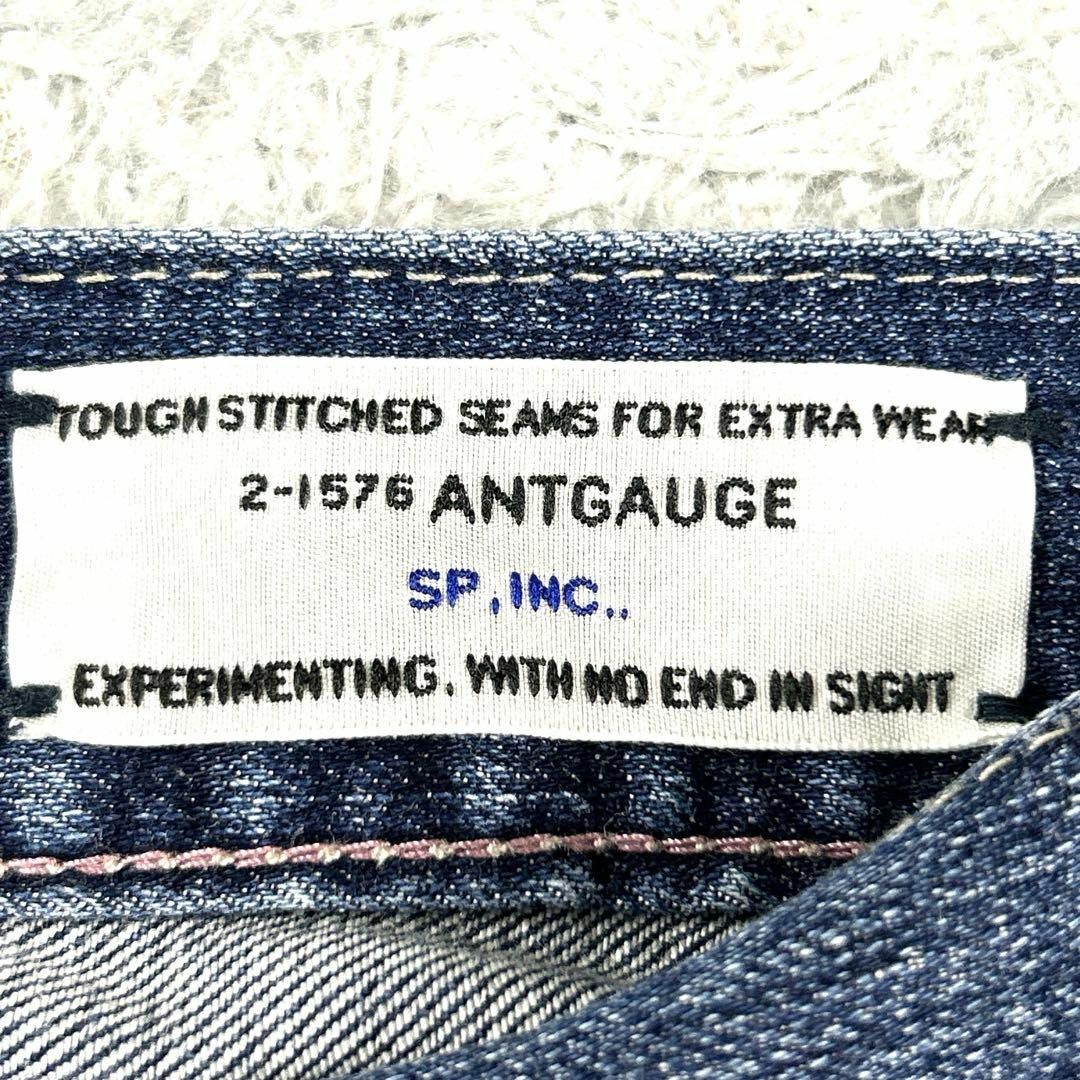 TOUGH STITCHED SEAMS FOR EXTRA WEAR
2-1576 ANTGAUGE
SP, INC..
EXPERIMENTING. WITH NO END IN SIGHT